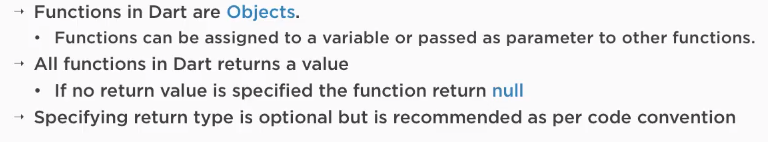 → Functions in Dart are Objects.
• Functions can be assigned to a variable or passed as parameter to other functions.
→ All functions in Dart returns a value
• If no return value is specified the function return null
→ Specifying return type is optional but is recommended as per code convention